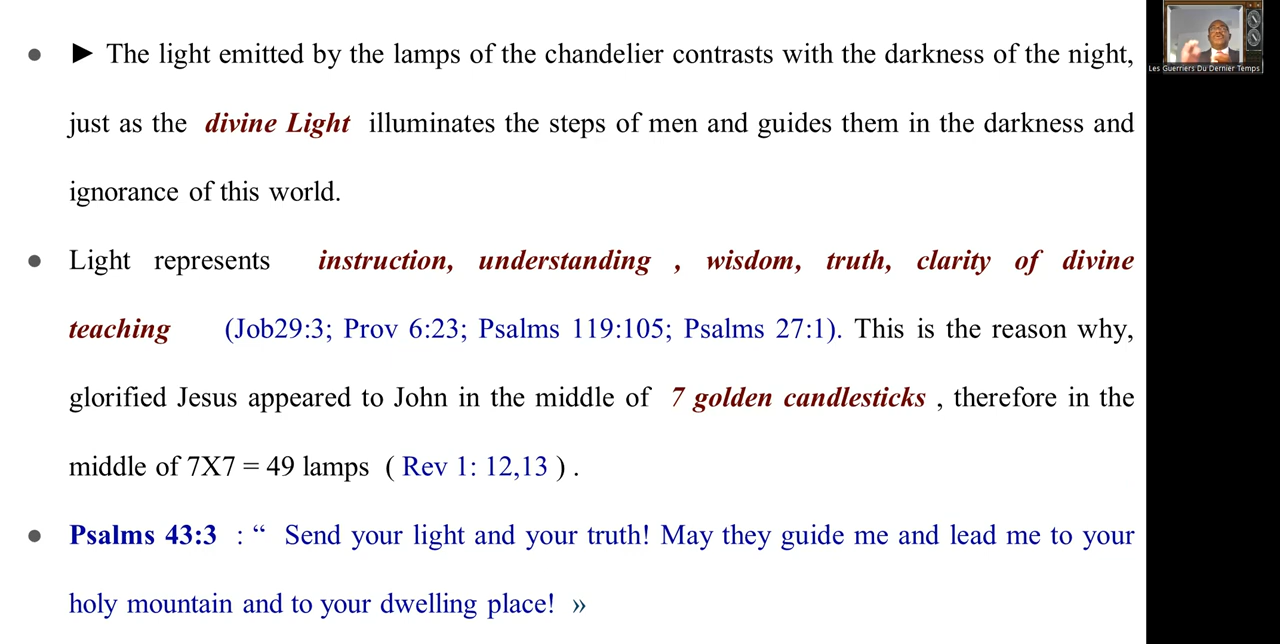 ● ► The light emitted by the lamps of the chandelier contrasts with the darkness of the night,
just as the divine Light illuminates the steps of men and guides them in the darkness and
ignorance of this world.
● Light represents instruction, understanding , wisdom, truth, clarity of divine
teaching (Job29:3; Prov 6:23; Psalms 119:105; Psalms 27:1). This is the reason why,
glorified Jesus appeared to John in the middle of 7 golden candlesticks , therefore in the
middle of 7X7 = 49 lamps ( Rev 1: 12,13 ) .
● Psalms 43:3 : “ Send your light and your truth! May they guide me and lead me to your
holy mountain and to your dwelling place! »
Les Guerriers Du Dernier Temps